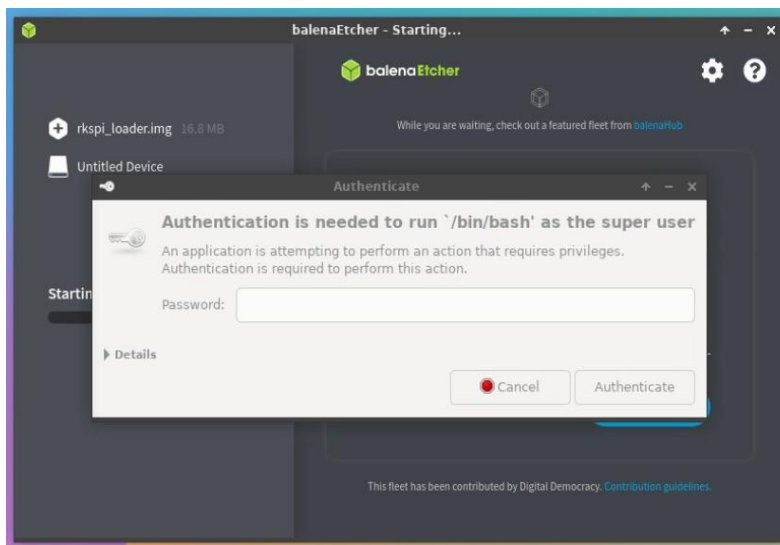 balenaEtcher - Starting...
balenaEtcher
rkspi_loader.img 16.8 MB
While you are waiting, check out a featured fleet from balenaHub
Untitled Device
Authenticate
Authentication is needed to run `/bin/bash' as the super user
An application is attempting to perform an action that requires privileges.
Authentication is required to perform this action.
Startin
Password:
Details
Cancel
Authenticate
This fleet has been contributed by Digital Democracy. Contribution guidelines.